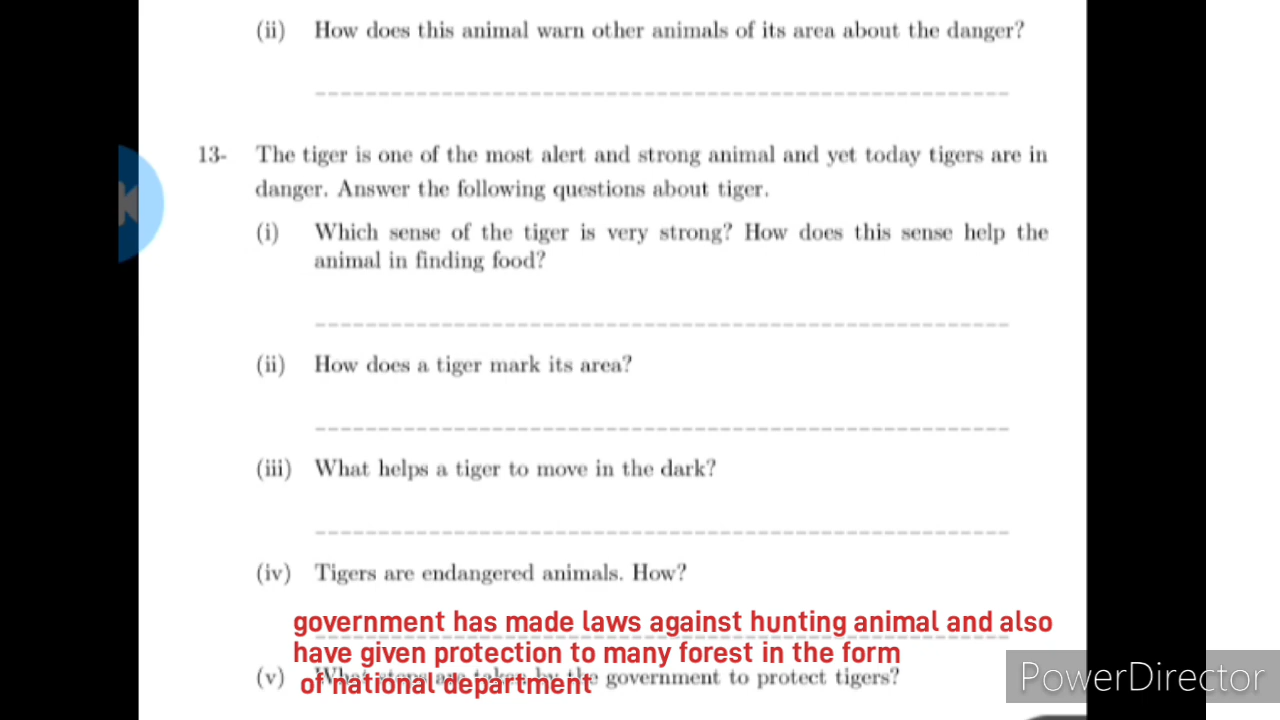 (ii) How does this animal warn other animals of its area about the danger?
13- The tiger is one of the most alert and strong animal and yet today tigers are in
danger. Answer the following questions about tiger.
(i) Which sense of the tiger is very strong? How does this sense help the
animal in finding food?
(ii) How does a tiger mark its area?
(iii) What helps a tiger to move in the dark?
(iv) Tigers are endangered animals. How?
government has made laws against hunting animal and also
have given protection to many forest in the form
of national department
(v) government to protect tigers?
PowerDirector